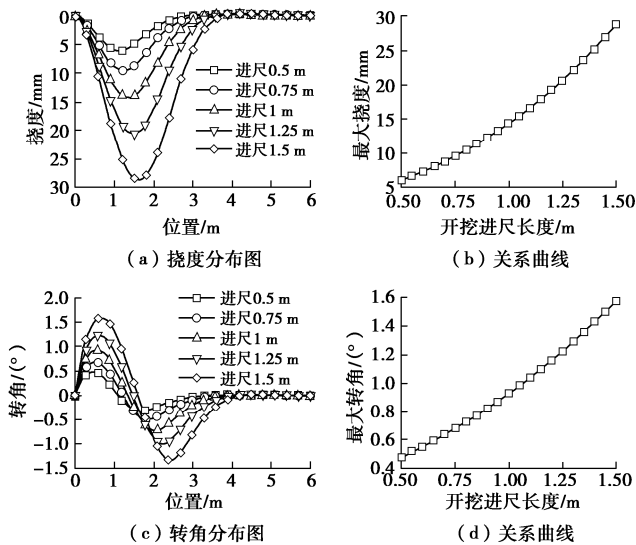 0
5
10
15
20
25
30
挠度/mm
进尺0.5 m
进尺0.75 m
进尺1 m
进尺1.25 m
进尺1.5 m
0 1 2 3 4 5 6
位置/m
(a) 挠度分布图
30
25
20
15
10
5
最大挠度/mm
0.50 0.75 1.00 1.25 1.50
开挖进尺长度/m
(b) 关系曲线
2.0
1.5
1.0
0.5
0
−0.5
−1.0
−1.5
转角/(°)
进尺0.5 m
进尺0.75 m
进尺1 m
进尺1.25 m
进尺1.5 m
0 1 2 3 4 5 6
位置/m
(c) 转角分布图
1.6
1.4
1.2
1.0
0.8
0.6
0.4
最大转角/(°)
0.50 0.75 1.00 1.25 1.50
开挖进尺长度/m
(d) 关系曲线